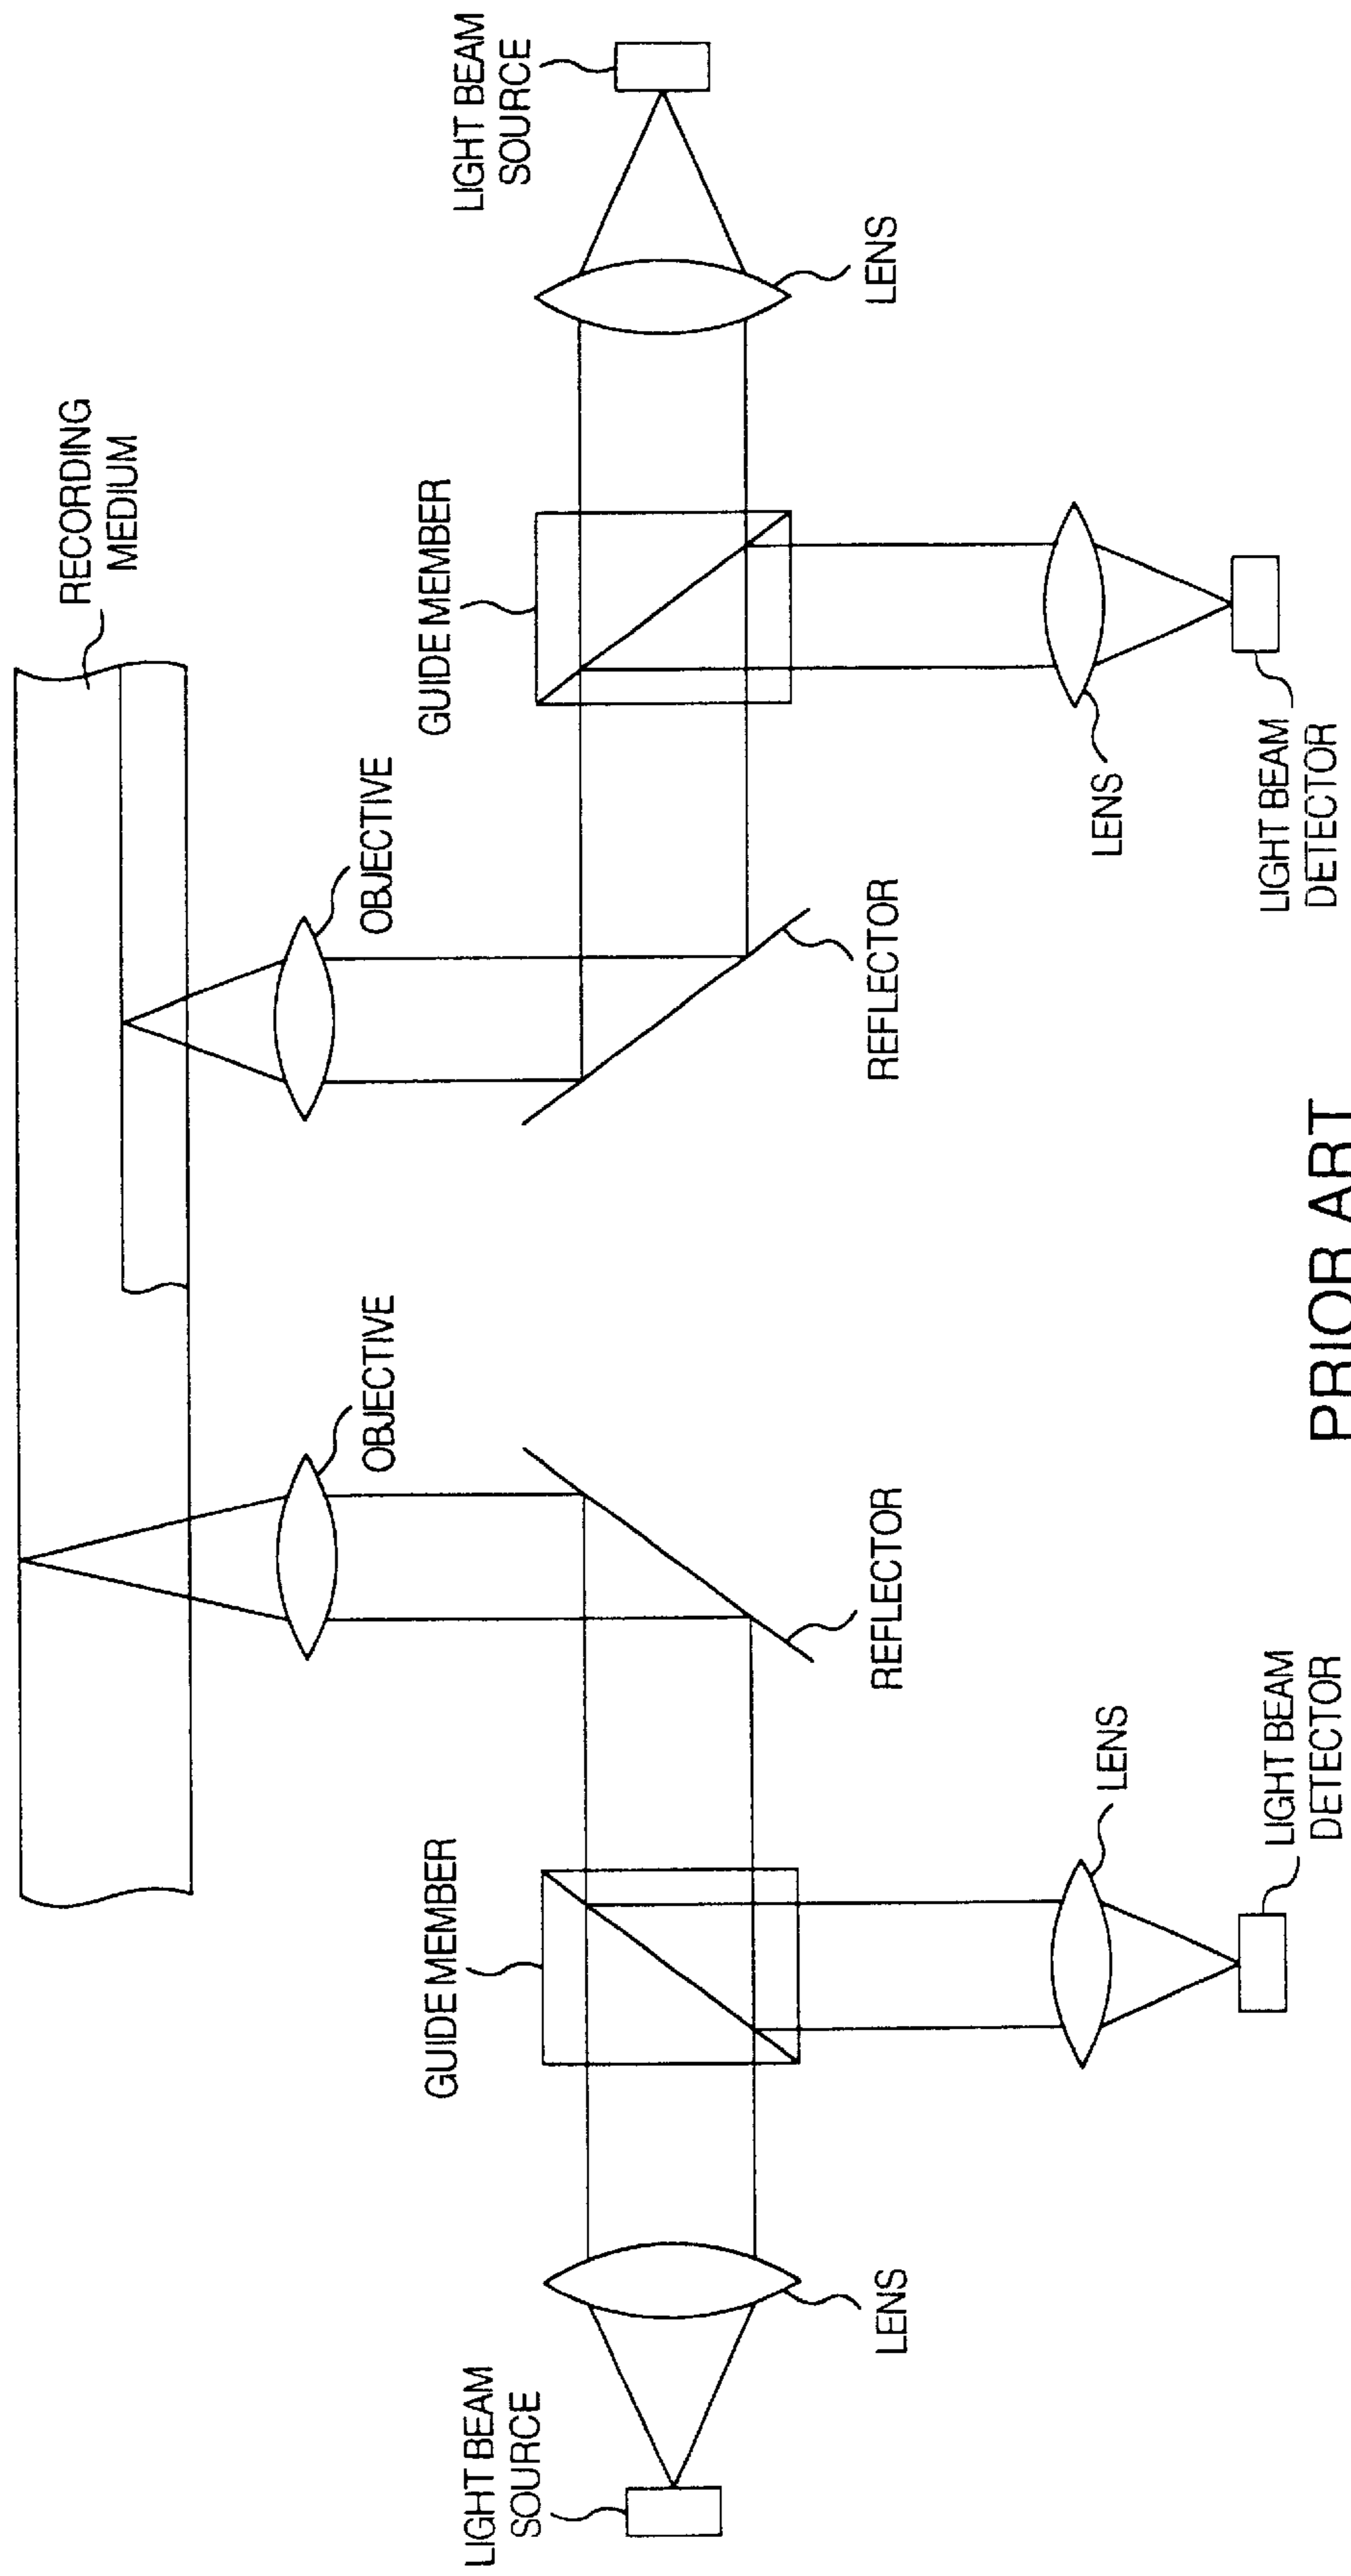 RECORDING
MEDIUM
LIGHT BEAM
SOURCE
GUIDE MEMBER
LENS
OBJECTIVE
REFLECTOR
LENS
LIGHT BEAM
DETECTOR
OBJECTIVE
REFLECTOR
GUIDE MEMBER
LENS
LIGHT BEAM
DETECTOR
LIGHT BEAM
SOURCE
LENS
PRIOR ART